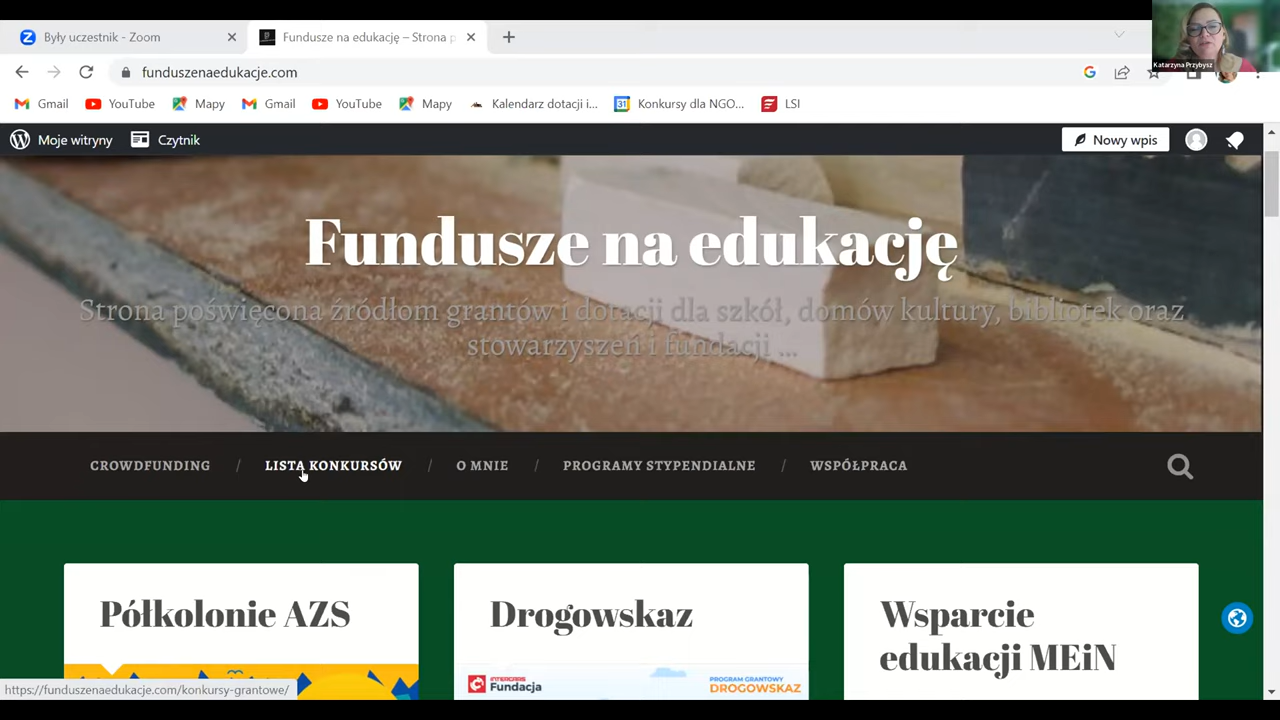 Były uczestnik - Zoom
Fundusze na edukację – Strona p
Katarzyna Przybysz
funduszenaedukacje.com
Gmail
YouTube
Mapy
Gmail
YouTube
Mapy
Kalendarz dotacji i...
31
Konkursy dla NGO...
LSI
Moje witryny
Czytnik
Nowy wpis
Fundusze na edukację
Strona poświęcona źródłom grantów i dotacji dla szkół, domów kultury, bibliotek oraz
stowarzyszeń i fundacji ...
CROWDFUNDING / LISTA KONKURSÓW / O MNIE / PROGRAMY STYPENDIALNE / WSPÓŁPRACA
Półkolonie AZS
Drogowskaz
Wsparcie
edukacji MEiN
INTERCARS
Fundacja
PROGRAM GRANTOWY
DROGOWSKAZ
https://funduszenaedukacje.com/konkursy-grantowe/